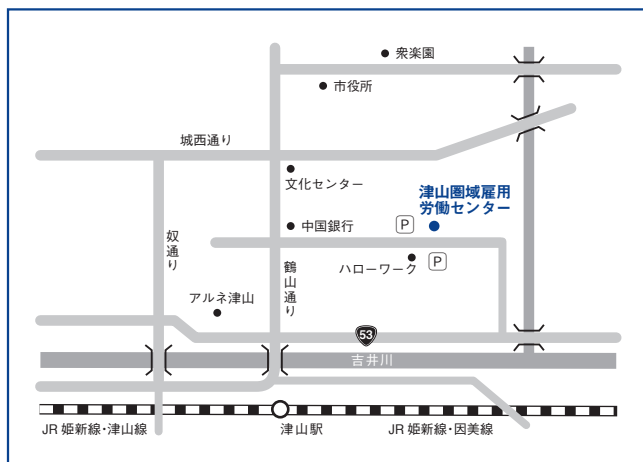 衆楽園
市役所
城西通り
文化センター
津山圏域雇用
労働センター
中国銀行
P
奴通り
鶴山通り
ハローワーク
P
アルネ津山
53
吉井川
JR 姫新線・津山線
津山駅
JR 姫新線・因美線